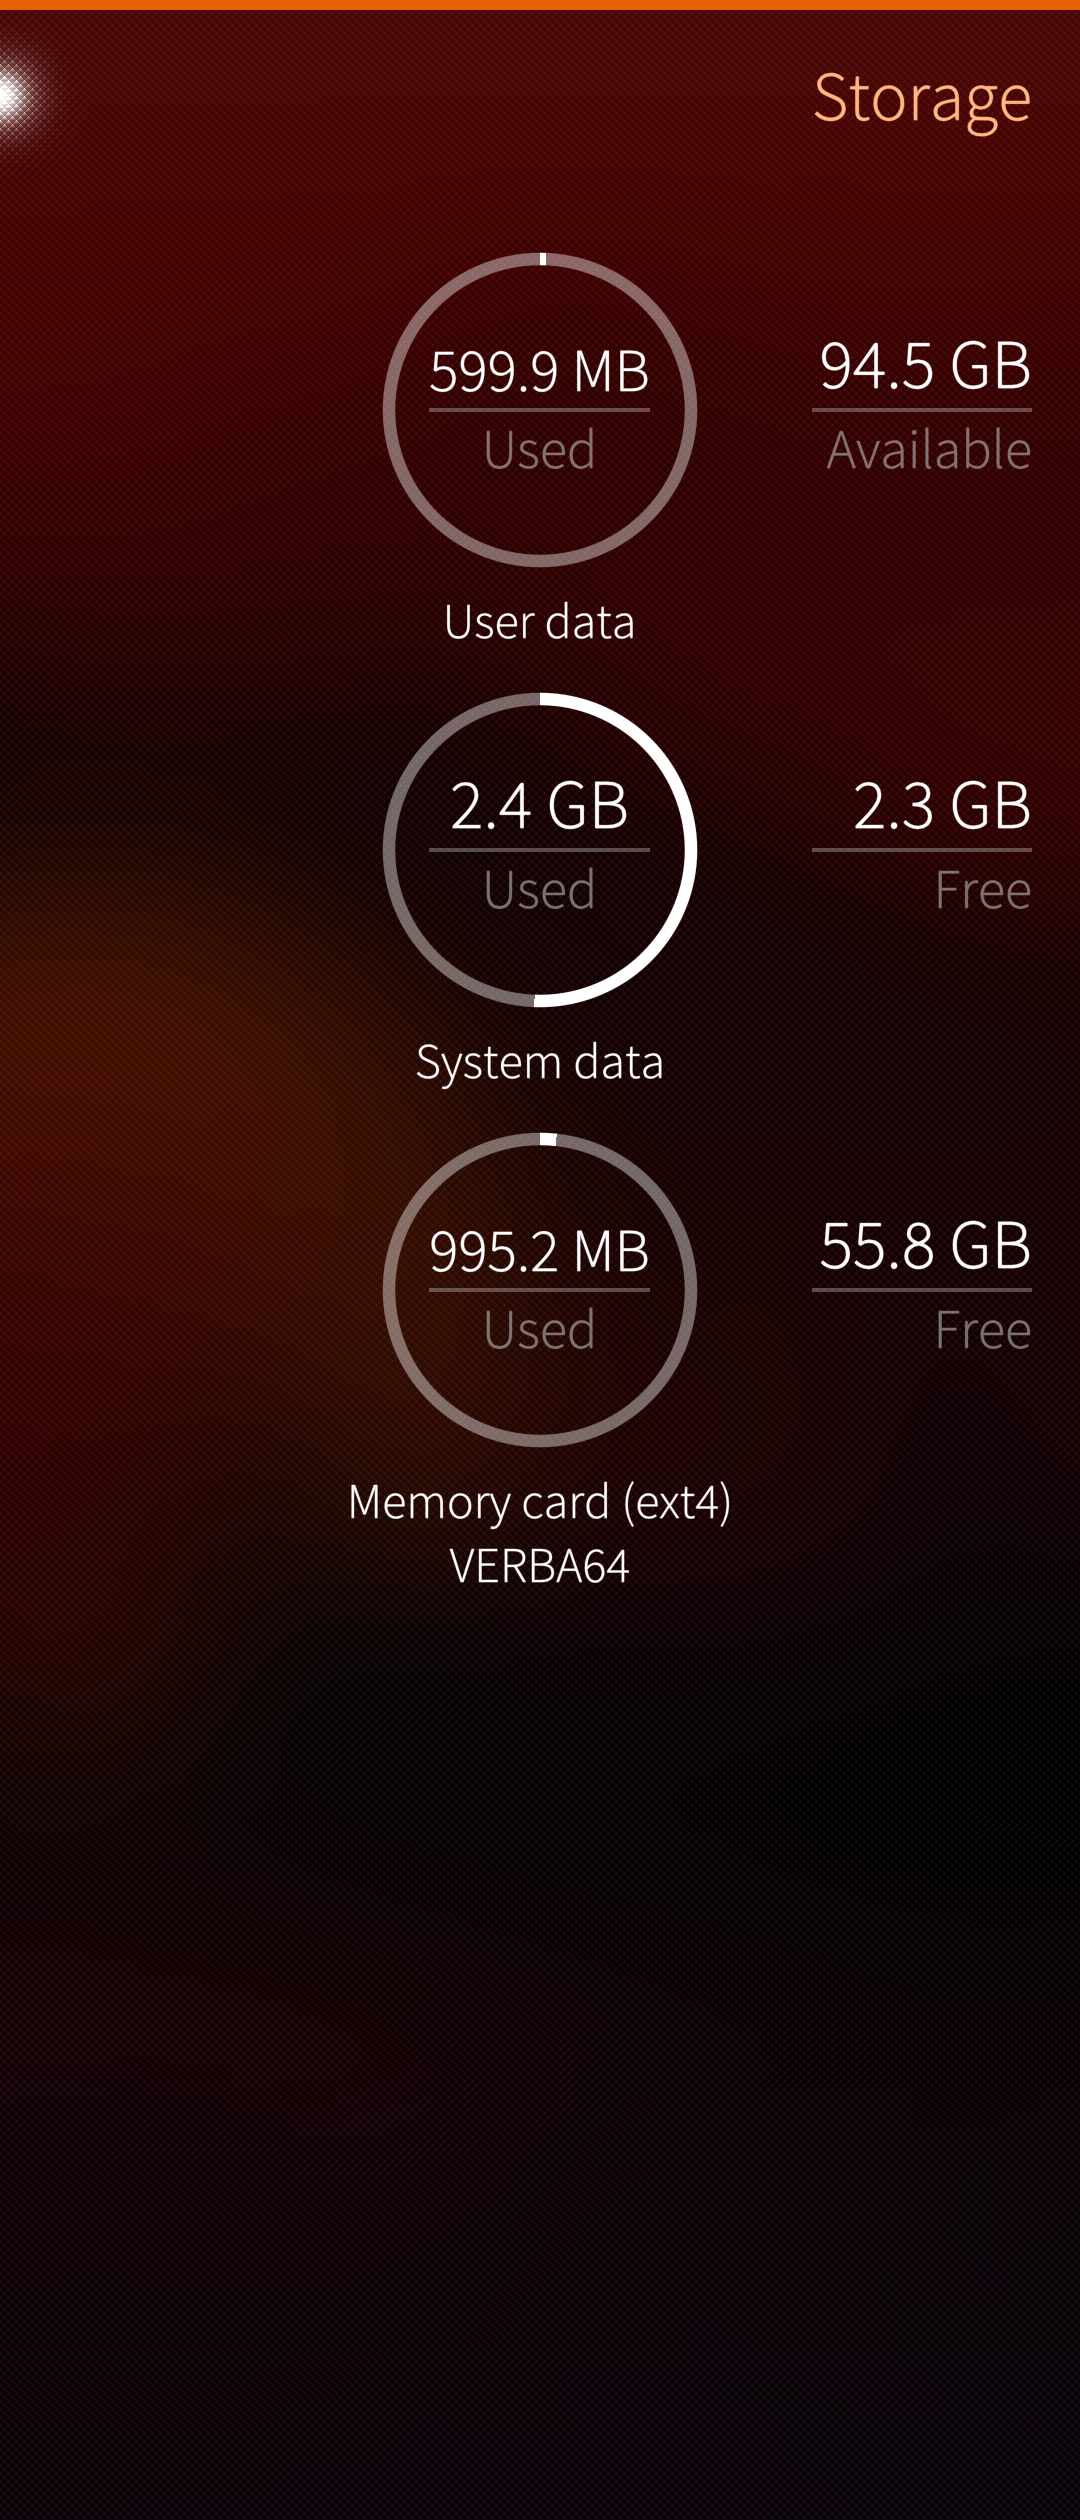 Storage
599.9 MB
Used
94.5 GB
Available
User data
2.4 GB
Used
2.3 GB
Free
System data
995.2 MB
Used
55.8 GB
Free
Memory card (ext4)
VERBA64